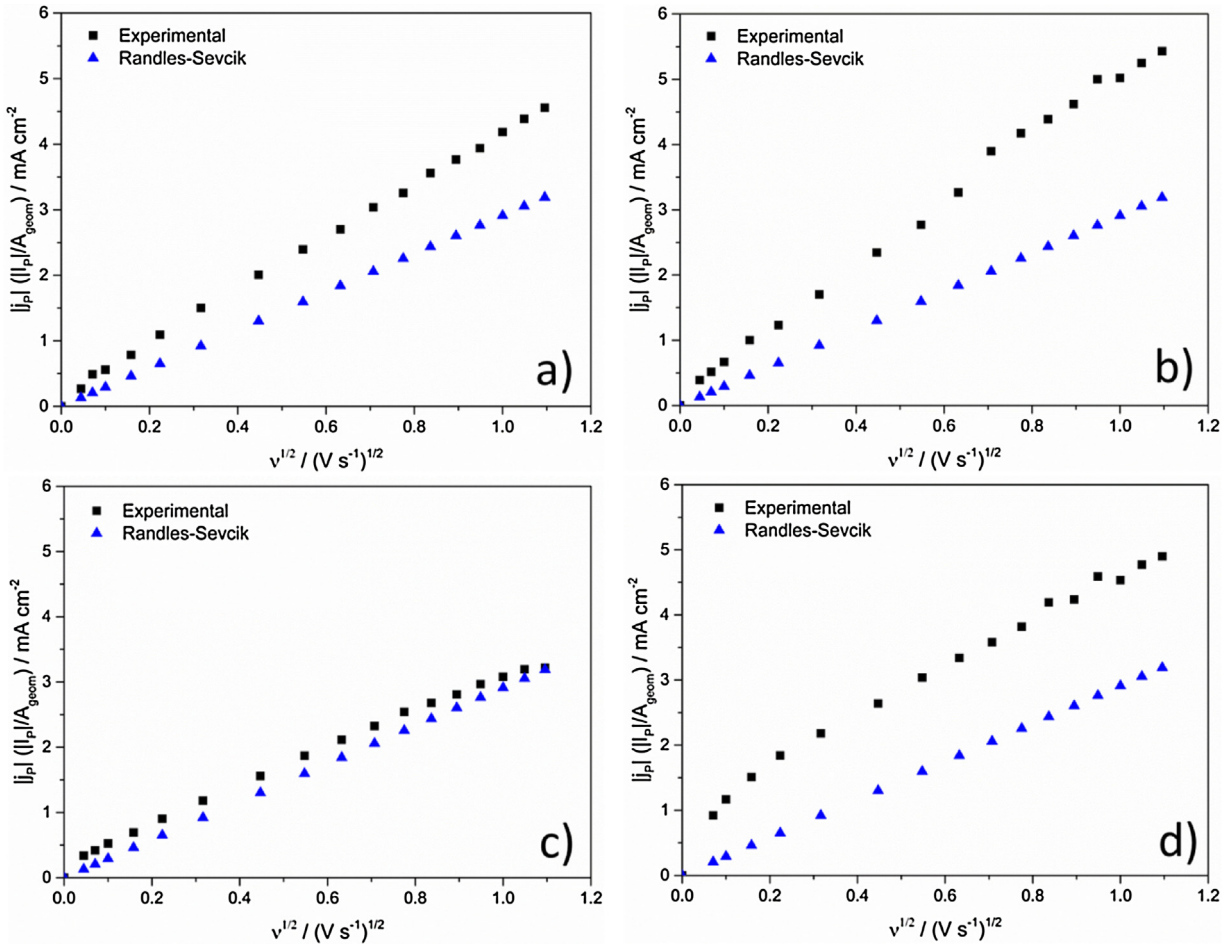 6
5
4
3
2
1
0
Experimental
Randles-Sevcik
a)
|jP| (|IP|/Ageom) / mA cm-2
0.0 0.2 0.4 0.6 0.8 1.0 1.2
ν1/2 / (V s-1)1/2
6
5
4
3
2
1
0
Experimental
Randles-Sevcik
b)
|jP| (|IP|/Ageom) / mA cm-2
0.0 0.2 0.4 0.6 0.8 1.0 1.2
ν1/2 / (V s-1)1/2
6
5
4
3
2
1
0
Experimental
Randles-Sevcik
c)
|jP| (|IP|/Ageom) / mA cm-2
0.0 0.2 0.4 0.6 0.8 1.0 1.2
ν1/2 / (V s-1)1/2
6
5
4
3
2
1
0
Experimental
Randles-Sevcik
d)
|jP| (|IP|/Ageom) / mA cm-2
0.0 0.2 0.4 0.6 0.8 1.0 1.2
ν1/2 / (V s-1)1/2